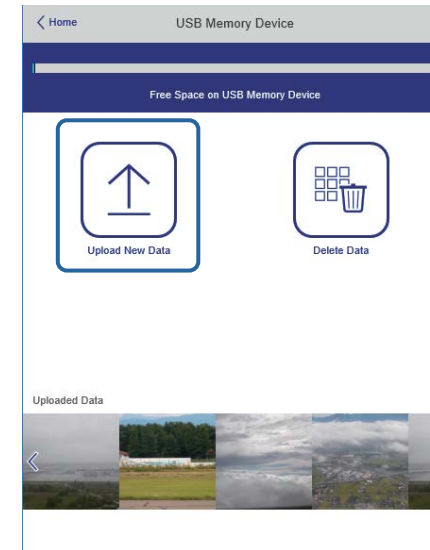 Home
USB Memory Device
Free Space on USB Memory Device
Upload New Data
Delete Data
Uploaded Data